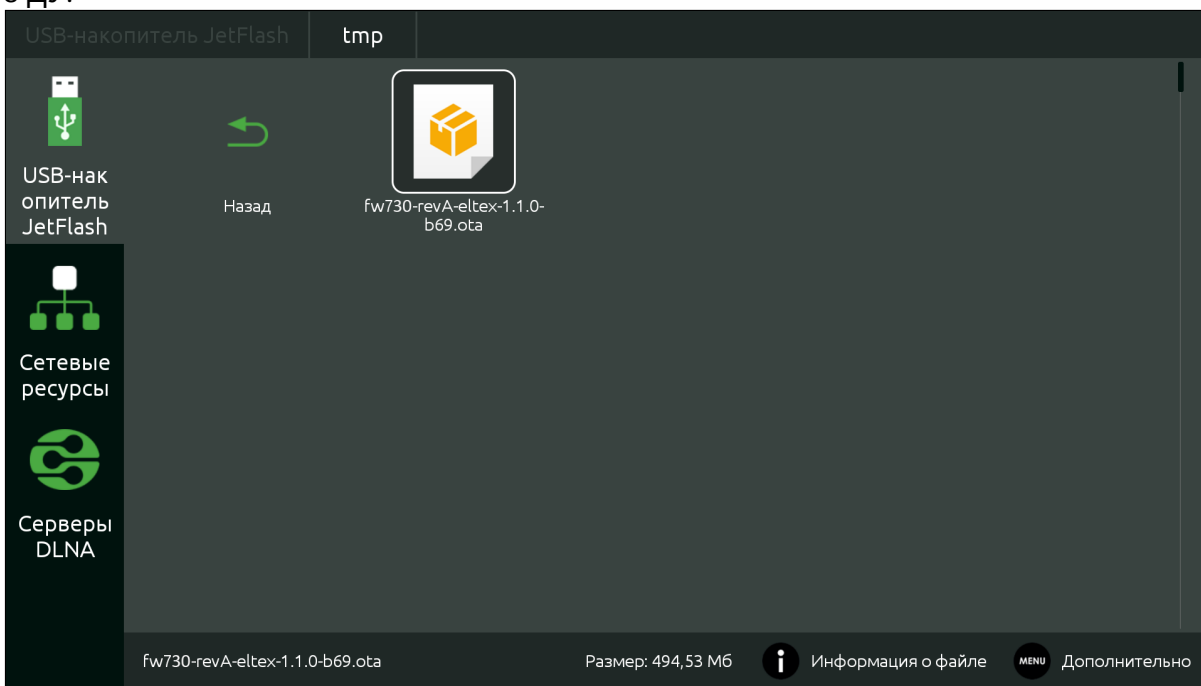 USB-накопитель JetFlash
tmp
USB-нак
опитель
JetFlash
Назад
fw730-revA-eltex-1.1.0-
b69.ota
Сетевые
ресурсы
Серверы
DLNA
fw730-revA-eltex-1.1.0-b69.ota
Размер: 494,53 Мб
i Информация о файле
MENU Дополнительно